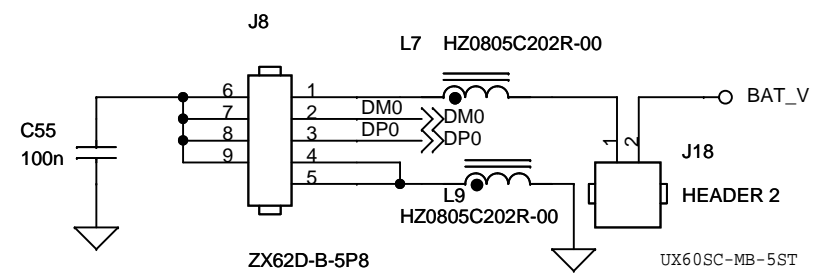 J8
L7 HZ0805C202R-00
6 1
7 2 DM0 DM0
8 3 DP0 DP0
9 4
5
C55
100n
BAT_V
1 2
J18
HEADER 2
L9
HZ0805C202R-00
ZX62D-B-5P8
UX60SC-MB-5ST